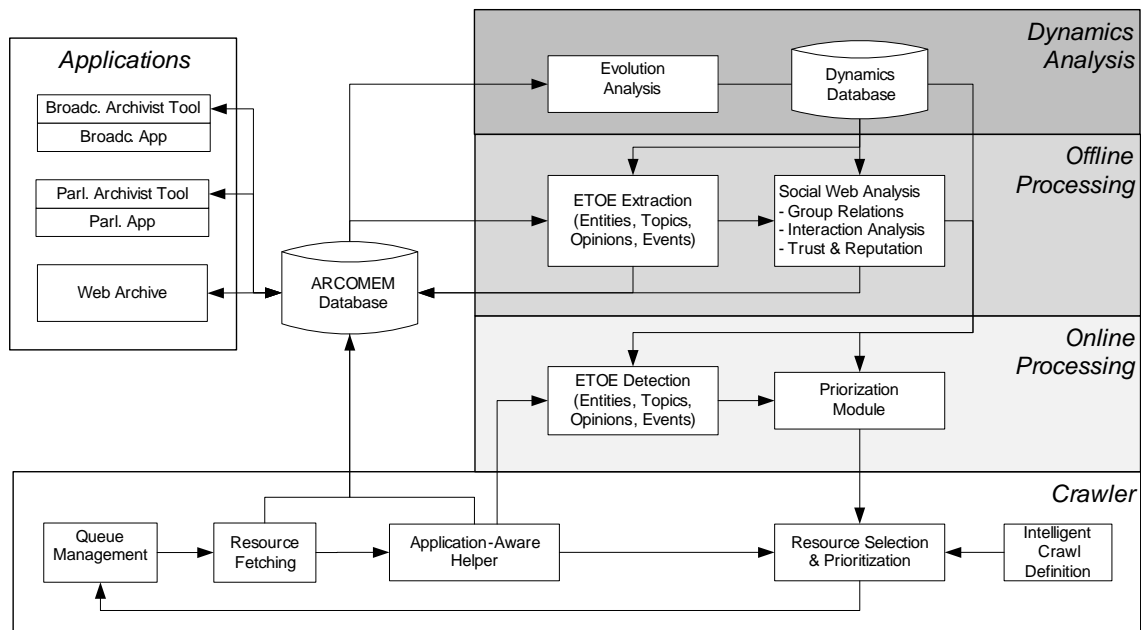 Applications
Broadc. Archivist Tool
Broadc. App
Parl. Archivist Tool
Parl. App
Web Archive
ARCOMEM
Database
Dynamics
Analysis
Evolution
Analysis
Dynamics
Database
Offline
Processing
ETOE Extraction
(Entities, Topics,
Opinions, Events)
Social Web Analysis
- Group Relations
- Interaction Analysis
- Trust & Reputation
Online
Processing
ETOE Detection
(Entities, Topics,
Opinions, Events)
Priorization
Module
Crawler
Queue
Management
Resource
Fetching
Application-Aware
Helper
Resource Selection
& Prioritization
Intelligent
Crawl
Definition